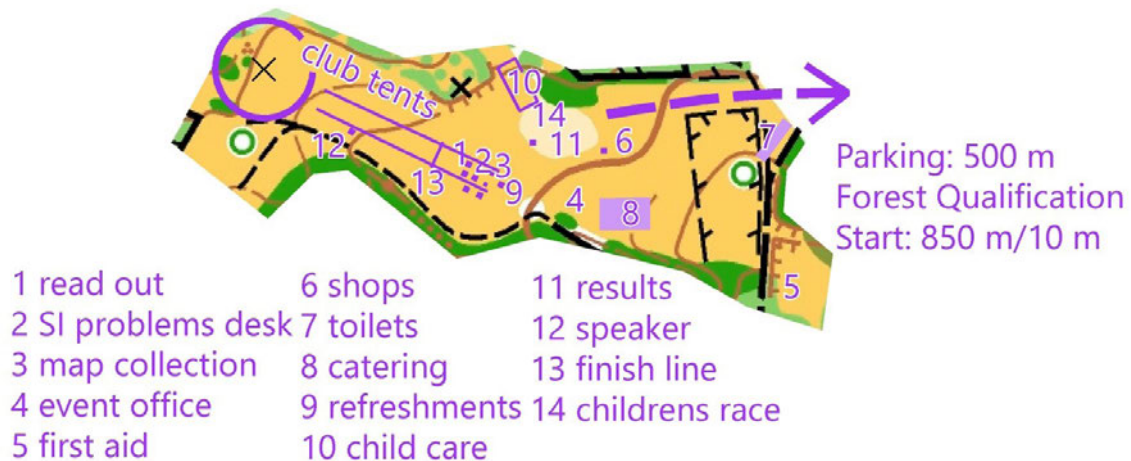 club tents
10
14
12
1
2
3
11
6
7
13
9
4
8
5
Parking: 500 m
Forest Qualification
Start: 850 m/10 m
1 read out
2 SI problems desk
3 map collection
4 event office
5 first aid
6 shops
7 toilets
8 catering
9 refreshments
10 child care
11 results
12 speaker
13 finish line
14 childrens race